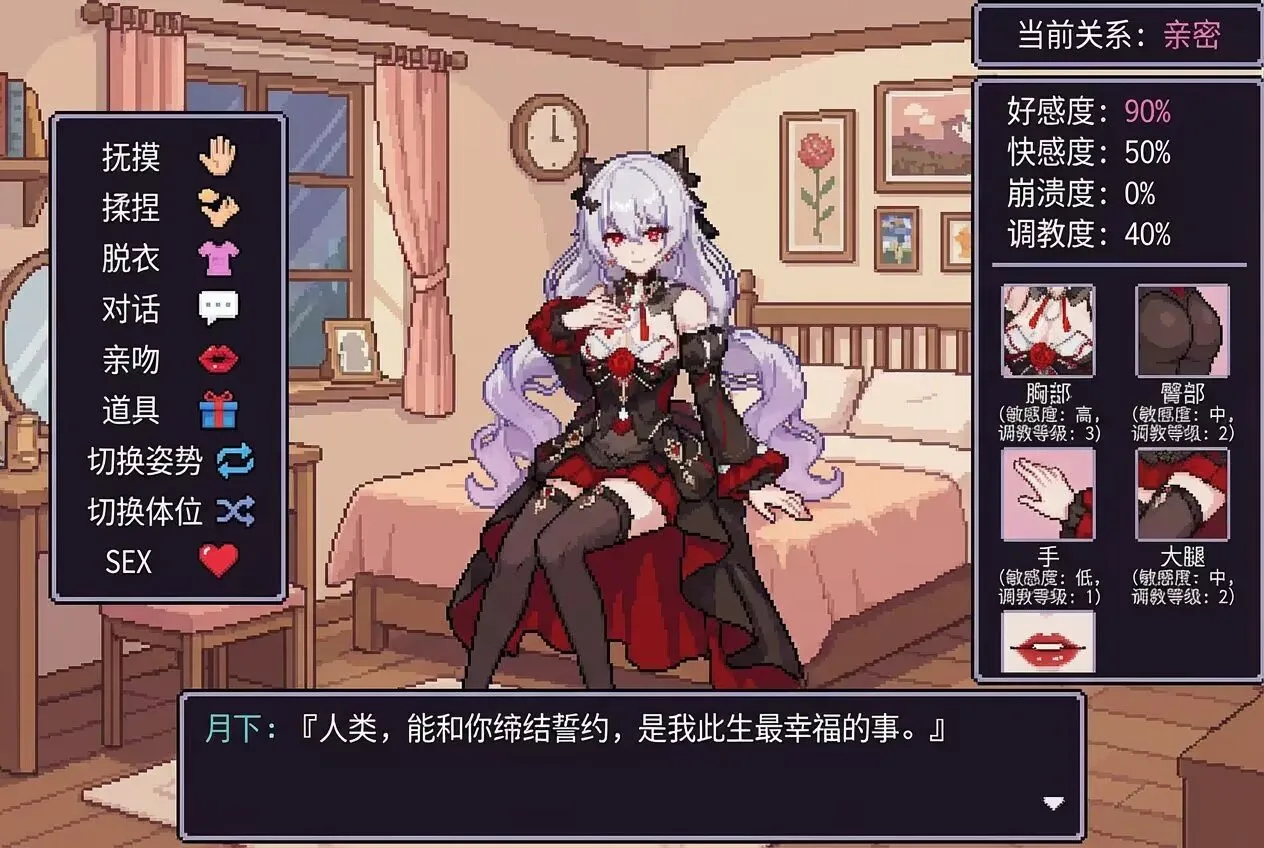 当前关系：亲密
好感度：90%
快感度：50%
崩溃度：0%
调教度：40%
抚摸
揉捏
脱衣
对话
亲吻
道具
切换姿势
切换体位
SEX
胸部
（敏感度：高，
调教等级：3）
臀部
（敏感度：中，
调教等级：2）
手
（敏感度：低，
调教等级：1）
大腿
（敏感度：中，
调教等级：2）
月下：『人类，能和你缔结誓约，是我此生最幸福的事。』